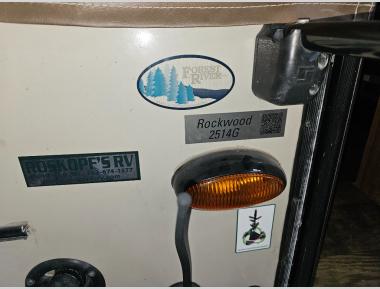 FOREST
RIVER
Rockwood
2514G
ROSKOPF'S RV